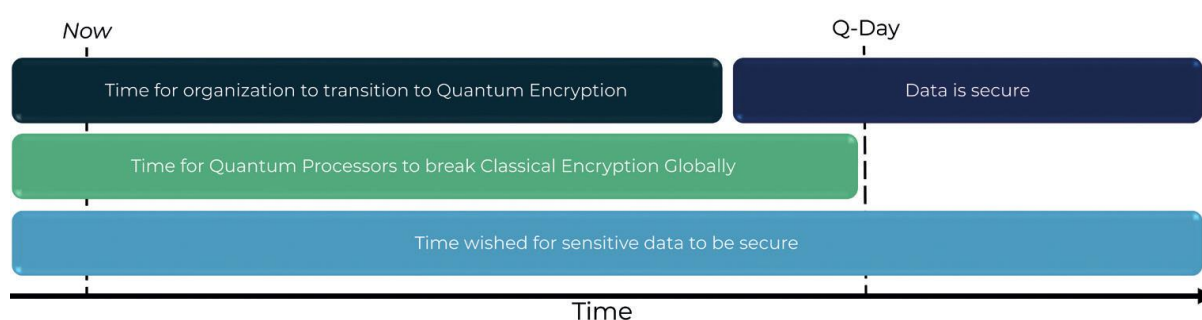 Now
Q-Day
Time for organization to transition to Quantum Encryption
Data is secure
Time for Quantum Processors to break Classical Encryption Globally
Time wished for sensitive data to be secure
Time